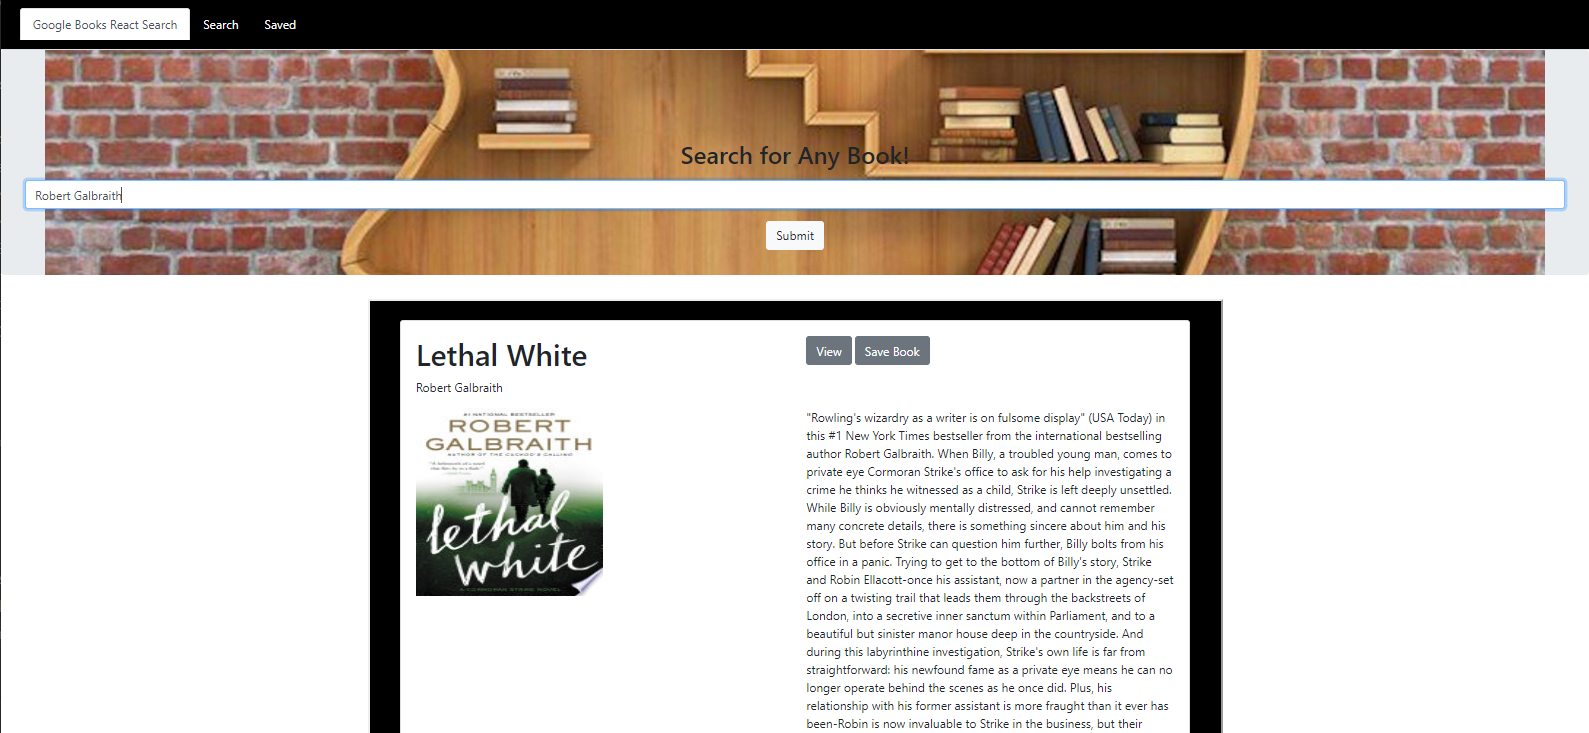 Google Books React Search Search Saved
Search for Any Book!
Robert Galbraith
Submit
Lethal White
View Save Book
Robert Galbraith
#1 NATIONAL BESTSELLER
ROBERT
GALBRAITH
AUTHOR OF THE CUCKOO'S CALLING
lethal
white
A CORMORAN STRIKE NOVEL
"Rowling's wizardry as a writer is on fulsome display" (USA Today) in
this #1 New York Times bestseller from the international bestselling
author Robert Galbraith. When Billy, a troubled young man, comes to
private eye Cormoran Strike's office to ask for his help investigating a
crime he thinks he witnessed as a child, Strike is left deeply unsettled.
While Billy is obviously mentally distressed, and cannot remember
many concrete details, there is something sincere about him and his
story. But before Strike can question him further, Billy bolts from his
office in a panic. Trying to get to the bottom of Billy's story, Strike
and Robin Ellacott-once his assistant, now a partner in the agency-set
off on a twisting trail that leads them through the backstreets of
London, into a secretive inner sanctum within Parliament, and to a
beautiful but sinister manor house deep in the countryside. And
during this labyrinthine investigation, Strike's own life is far from
straightforward: his newfound fame as a private eye means he can no
longer operate behind the scenes as he once did. Plus, his
relationship with his former assistant is more fraught than it ever has
been-Robin is now invaluable to Strike in the business, but their